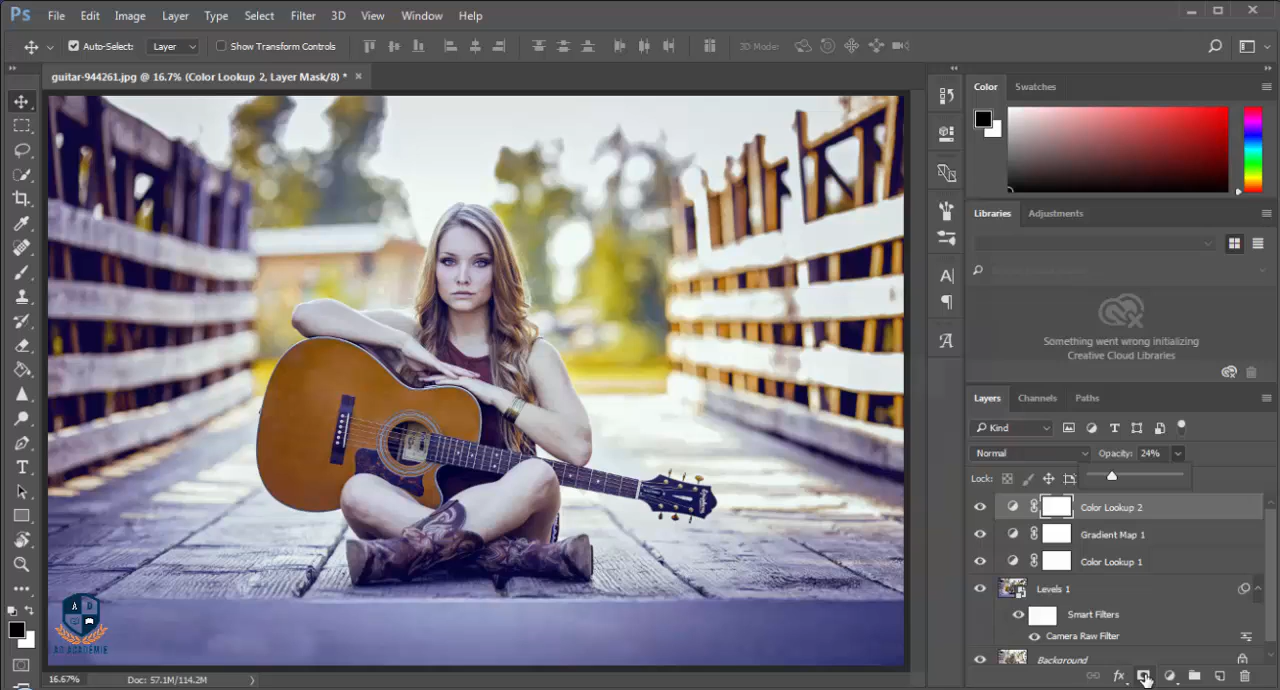 Ps File Edit Image Layer Type Select Filter 3D View Window Help
Auto-Select: Layer Show Transform Controls 3D Mode:
guitar-944261.jpg @ 16.7% (Color Lookup 2, Layer Mask/8) * ×
Color Swatches
Libraries Adjustments
Something went wrong initializing
Creative Cloud Libraries
Layers Channels Paths
Kind
Normal Opacity: 24%
Lock:
Color Lookup 2
Gradient Map 1
Color Lookup 1
Levels 1
Smart Filters
Camera Raw Filter
Background
fx
A D
AD ACADEMIE
16.67% Doc: 57.1M/114.2M